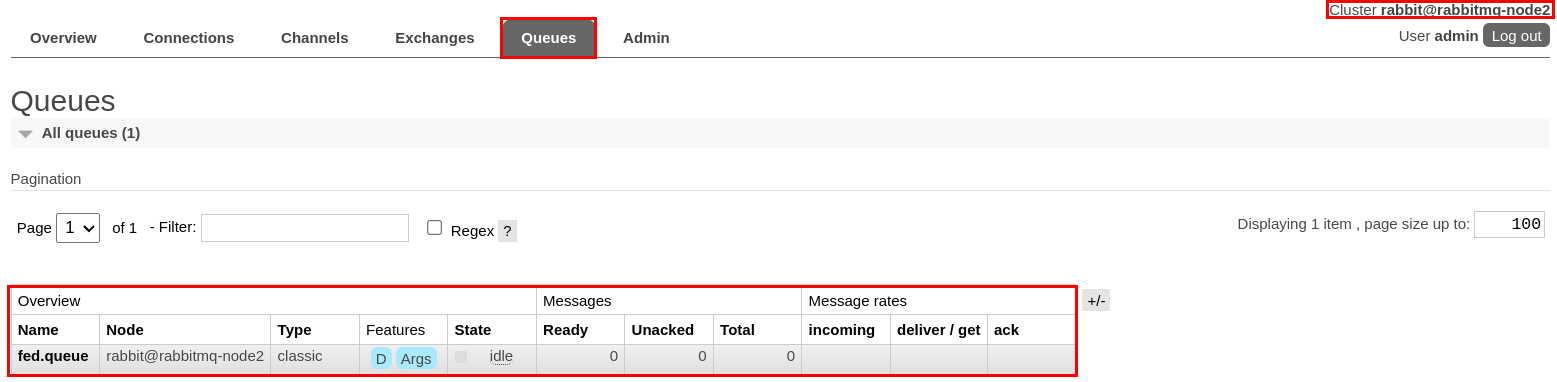 Cluster rabbit@rabbitmq-node2
Overview Connections Channels Exchanges Queues Admin
User admin Log out
Queues
All queues (1)
Pagination
Page 1 of 1 - Filter: Regex ? Displaying 1 item , page size up to: 100
Overview Messages Message rates +/-
Name Node Type Features State Ready Unacked Total incoming deliver / get ack
fed.queue rabbit@rabbitmq-node2 classic D Args idle 0 0 0